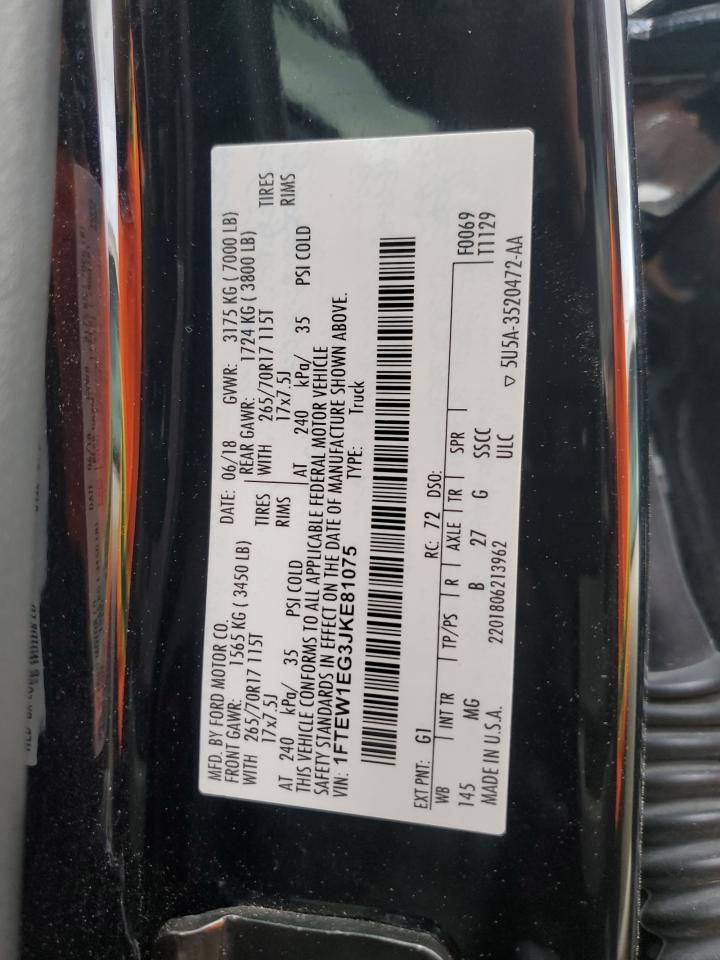 MFD. BY FORD MOTOR CO.
DATE: 06/18 GVWR: 3175 KG ( 7000 LB)
FRONT GAWR: 1565 KG ( 3450 LB)
REAR GAWR: 1724 KG ( 3800 LB)
WITH 265/70R17 115T TIRES
WITH 265/70R17 115T TIRES
17x7.5J RIMS
17x7.5J RIMS
AT 240 kPa/ 35 PSI COLD
AT 240 kPa/ 35 PSI COLD
THIS VEHICLE CONFORMS TO ALL APPLICABLE FEDERAL MOTOR VEHICLE
SAFETY STANDARDS IN EFFECT ON THE DATE OF MANUFACTURE SHOWN ABOVE.
VIN: 1FTEW1EG3JKE81075 TYPE: Truck
EXT PNT: G1 RC: 72 DSO: F0069
WB INT TR TP/PS R AXLE TR SPR T1129
145 MG B 27 G SSCC
MADE IN U.S.A. 2201806213962 ULC ▽ 5U5A-3520472-AA